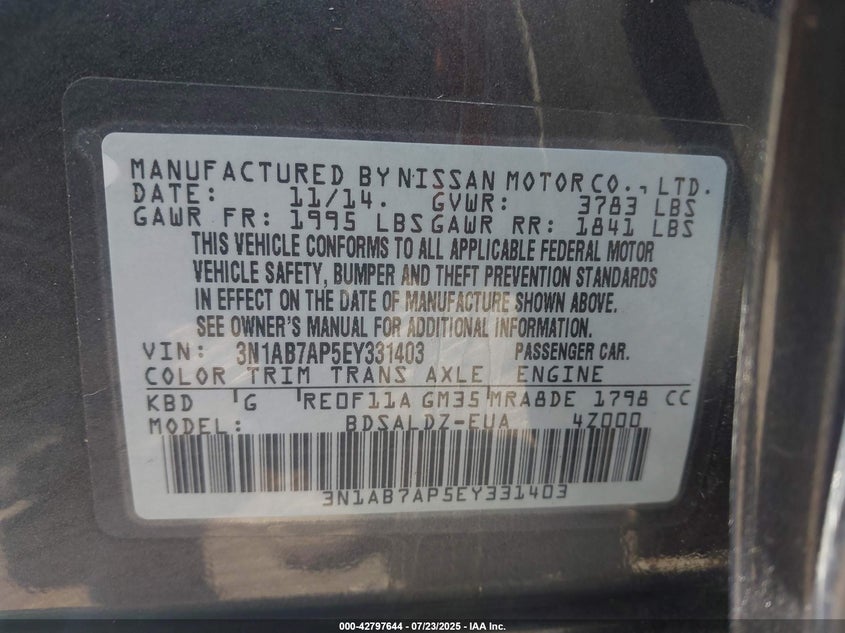 MANUFACTURED BY NISSAN MOTOR CO., LTD.
DATE: 11/14. GVWR: 3783 LBS
GAWR FR: 1995 LBS GAWR RR: 1841 LBS
THIS VEHICLE CONFORMS TO ALL APPLICABLE FEDERAL MOTOR
VEHICLE SAFETY, BUMPER AND THEFT PREVENTION STANDARDS
IN EFFECT ON THE DATE OF MANUFACTURE SHOWN ABOVE.
SEE OWNER'S MANUAL FOR ADDITIONAL INFORMATION.
VIN: 3N1AB7AP5EY331403 PASSENGER CAR.
COLOR TRIM TRANS AXLE ENGINE
KBD G RE0F11A GM35 MRA8DE 1798 CC
MODEL: BDSALDZ-EUA 4Z000
3N1AB7AP5EY331403
000-42797644 / 07/23/2025 - IAA Inc.